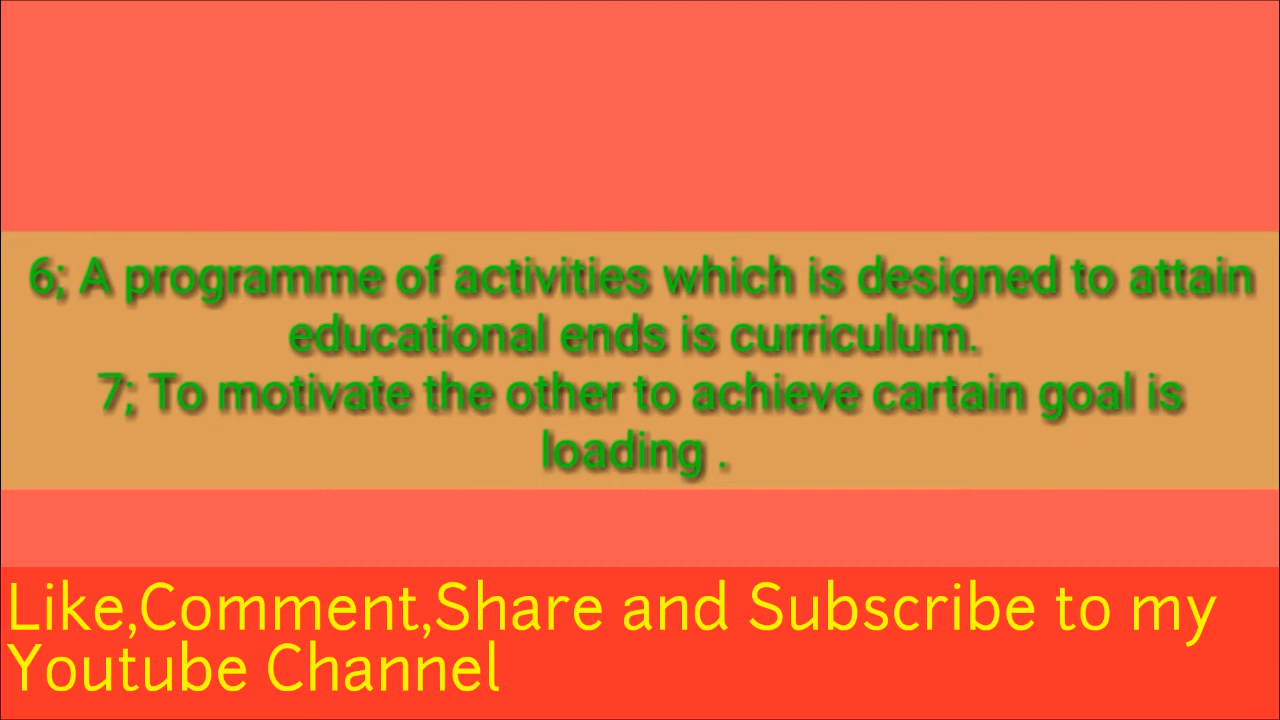 6; A programme of activities which is designed to attain
educational ends is curriculum.
7; To motivate the other to achieve cartain goal is
loading .
Like,Comment,Share and Subscribe to my
Youtube Channel